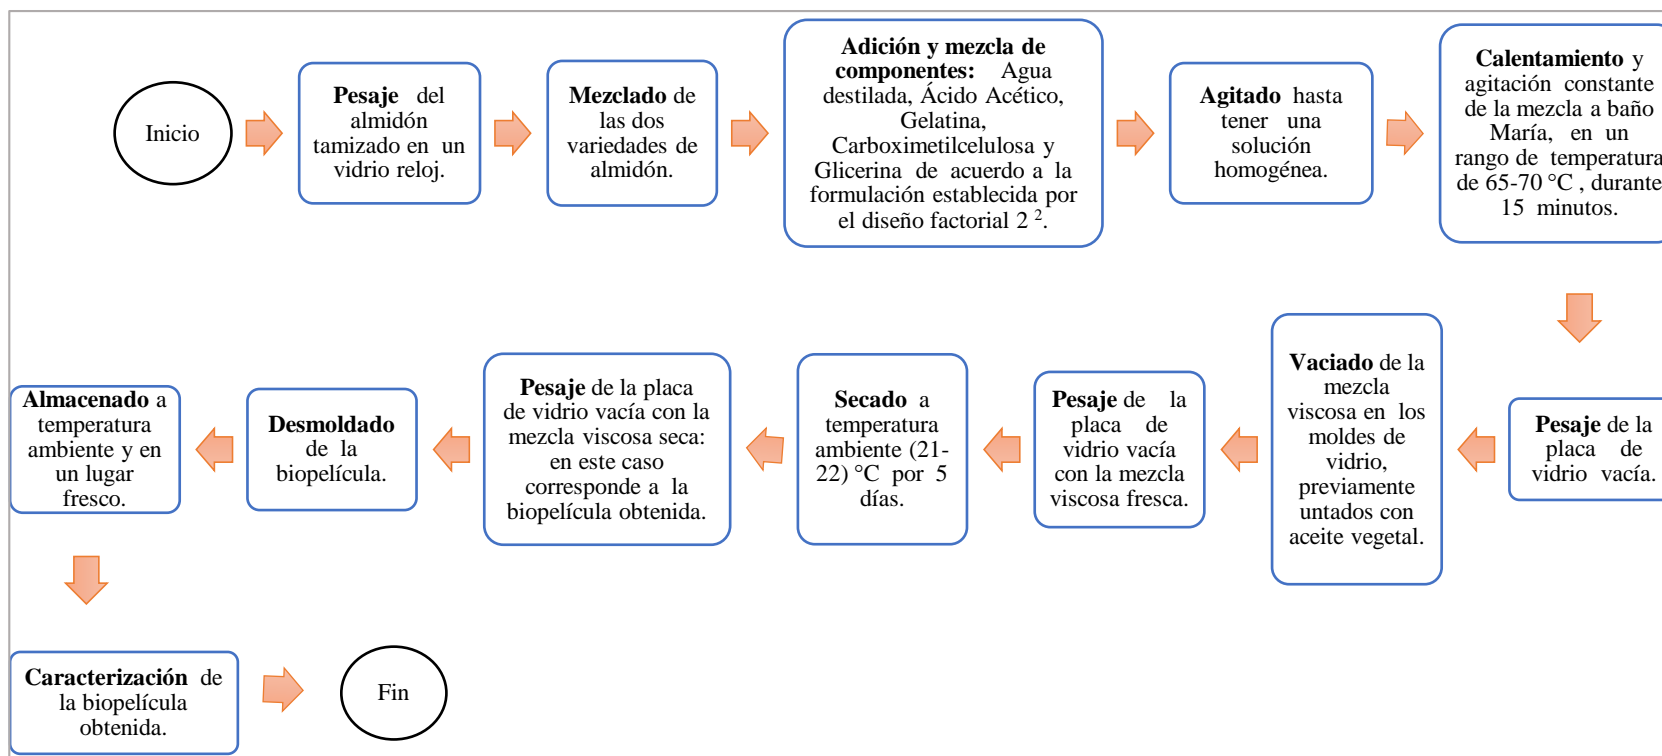 Inicio
Pesaje del
almidón
tamizado en un
vidrio reloj.
Mezclado de
las dos
variedades de
almidón.
Adición y mezcla de
componentes: Agua
destilada, Ácido Acético,
Gelatina,
Carboximetilcelulosa y
Glicerina de acuerdo a la
formulación establecida por
el diseño factorial 2 ².
Agitado hasta
tener una
solución
homogénea.
Calentamiento y
agitación constante
de la mezcla a baño
María, en un
rango de temperatura
de 65-70 °C , durante
15 minutos.
Pesaje de la
placa de
vidrio vacía.
Vaciado de la
mezcla
viscosa en los
moldes de
vidrio,
previamente
untados con
aceite vegetal.
Pesaje de la
placa de
vidrio vacía
con la mezcla
viscosa fresca.
Secado a
temperatura
ambiente (21-
22) °C por 5
días.
Pesaje de la placa
de vidrio vacía con la
mezcla viscosa seca:
en este caso
corresponde a la
biopelícula obtenida.
Desmoldado
de la
biopelícula.
Almacenado a
temperatura
ambiente y en
un lugar
fresco.
Caracterización de
la biopelícula
obtenida.
Fin